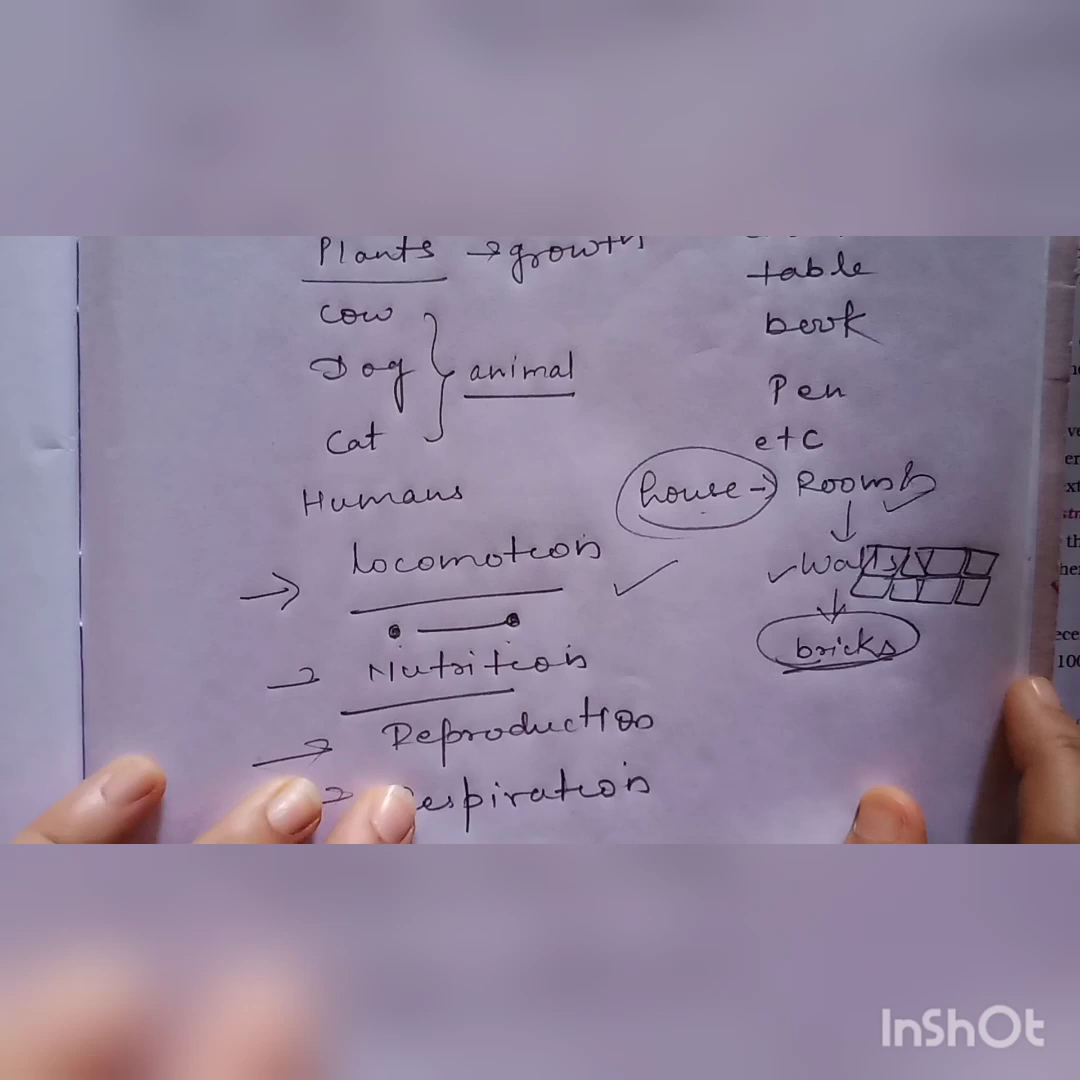 Plants → growth
Cow
Dog
Cat
} animal
Humans
→ locomotion ✓
→ Nutrition
→ Reproduction
→ Respiration
table
book
Pen
etc
house → Rooms
↓
✓ Walls
↓
bricks
InShOt